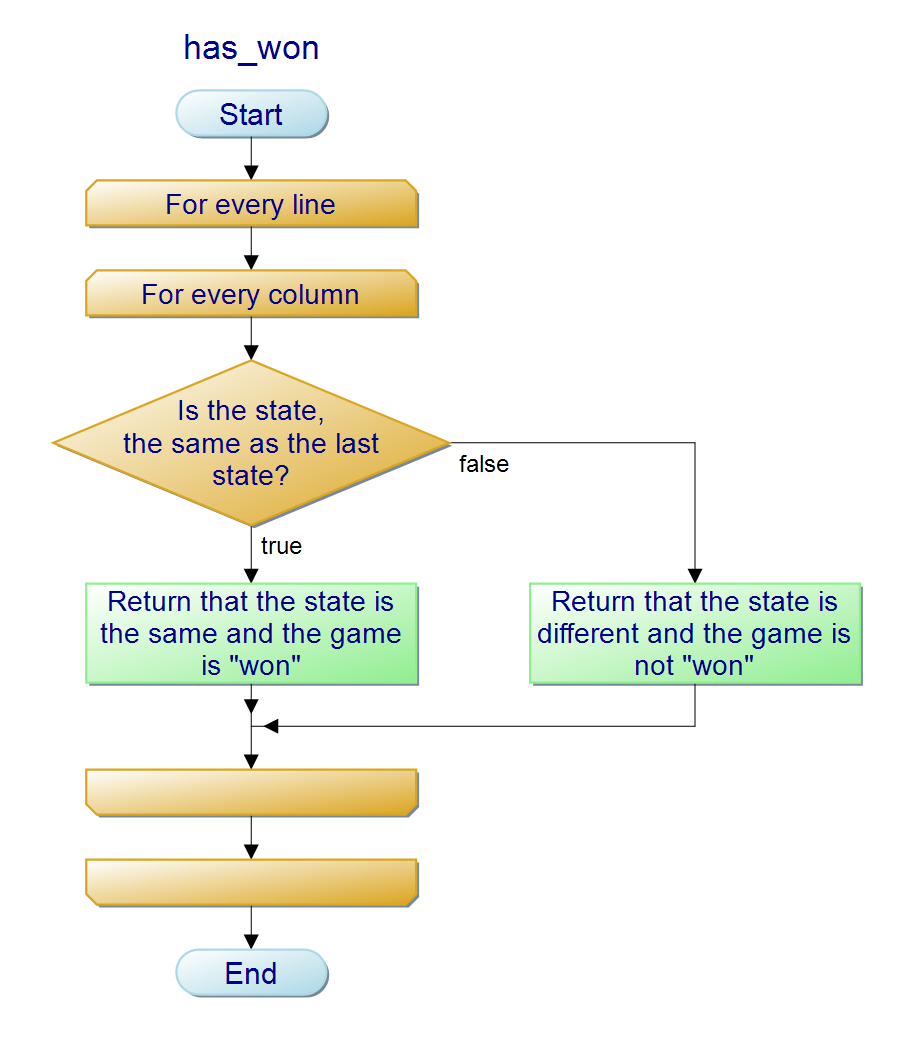 has_won
Start
For every line
For every column
Is the state,
the same as the last
state?
false
true
Return that the state is
the same and the game
is "won"
Return that the state is
different and the game is
not "won"
End